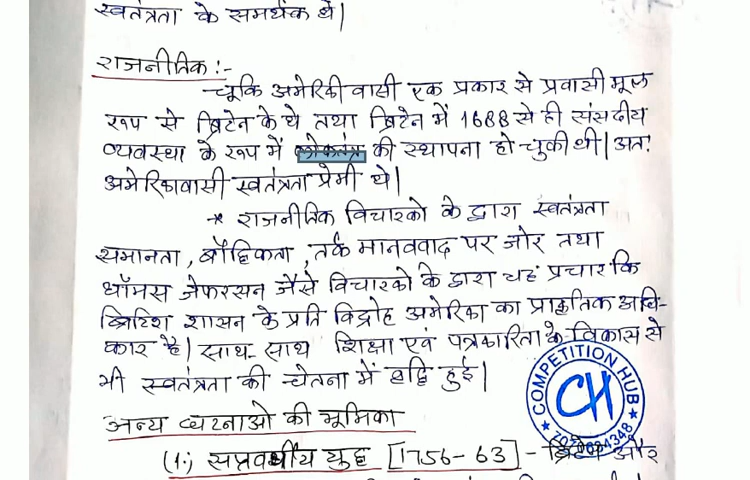 स्वतंत्रता के समर्थक थे|
राजनीतिक :-
चूकि अमेरिकी वासी एक प्रकार से प्रवासी मूल
रूप से ब्रिटेन के थे तथा ब्रिटेन में 1688 से ही संसदीय
व्यवस्था के रूप में लोकतंत्र की स्थापना हो चुकी थी| अतः
अमेरिकावासी स्वतंत्रता प्रेमी थे|
* राजनीतिक विचारको के द्वारा स्वतंत्रता
समानता, बौद्दिकता, तर्क मानववाद पर जोर तथा
थॉमस जेफरसन जैसे विचारको के द्वारा यह प्रचार कि
ब्रिटिश शासन के प्रति विद्रोह अमेरिका का प्राकृतिक अधि-
कार है| साथ-साथ शिक्षा एवं पत्रकारिता के विकास से
भी स्वतंत्रता की चेतना में वृद्दि हुई|
COMPETITION HUB
CH
अन्य घटनाओ की भूमिका
(1.) सप्तवर्षीय युद्द [1756-63] - ब्रिटेन और